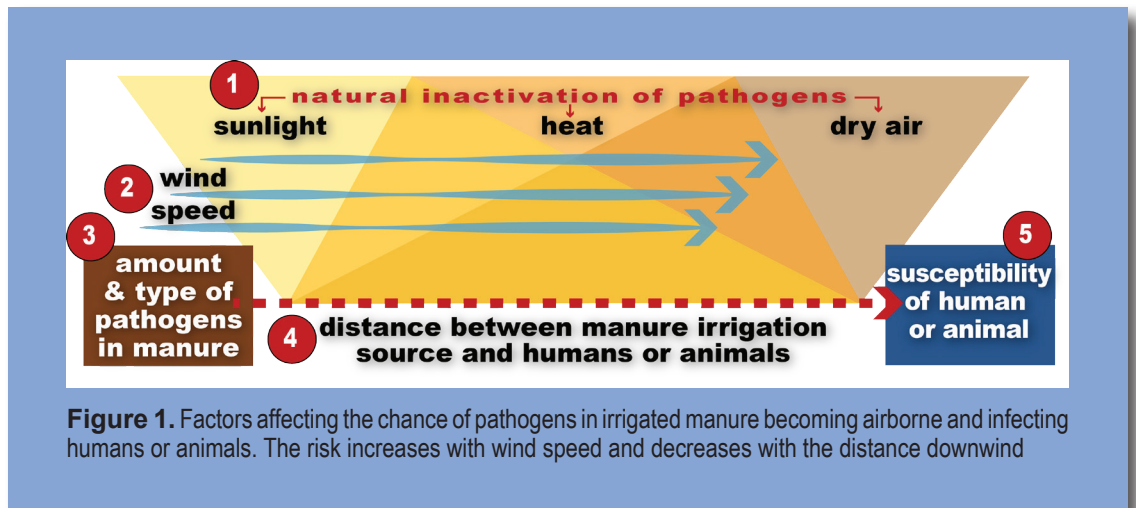 1
natural inactivation of pathogens
sunlight heat dry air
2
wind
speed
3
amount
& type of
pathogens
in manure
4
distance between manure irrigation
source and humans or animals
5
susceptibility
of human
or animal
Figure 1. Factors affecting the chance of pathogens in irrigated manure becoming airborne and infecting
humans or animals. The risk increases with wind speed and decreases with the distance downwind